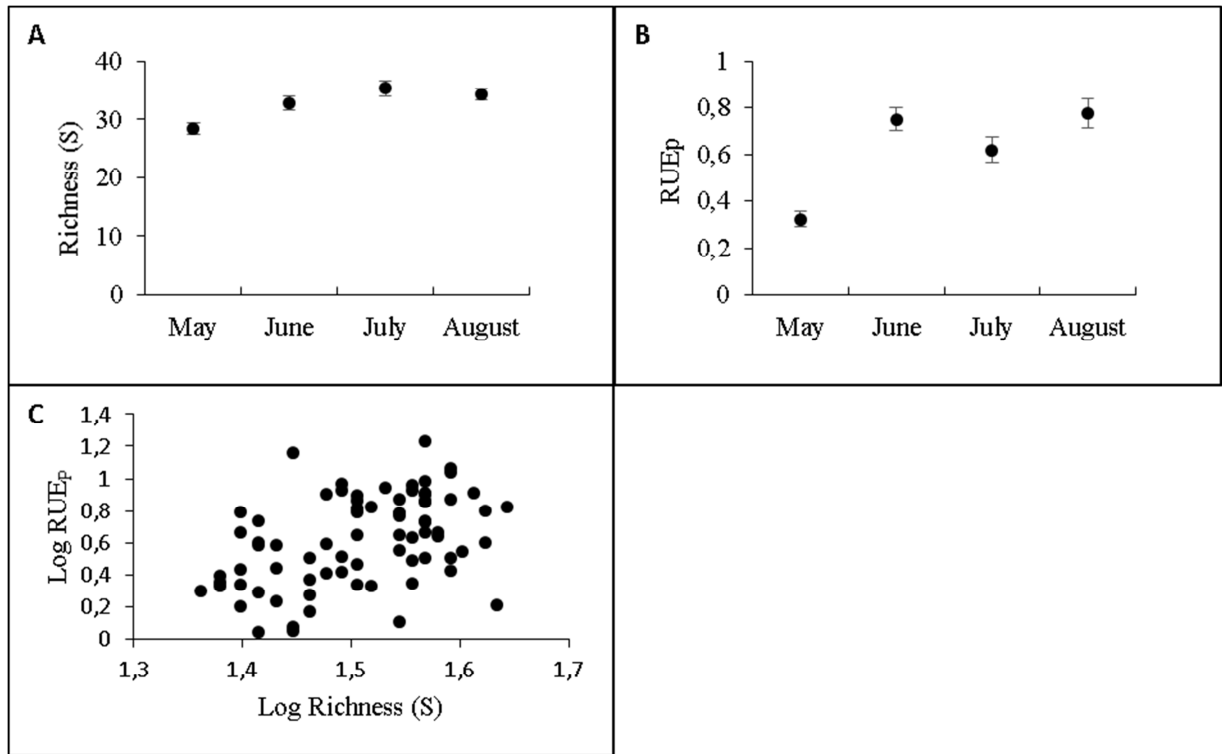 A
Richness (S)
40
30
20
10
0
May June July August
B
RUEp
1
0,8
0,6
0,4
0,2
0
May June July August
C
Log RUEp
1,4
1,2
1
0,8
0,6
0,4
0,2
0
1,3 1,4 1,5 1,6 1,7
Log Richness (S)